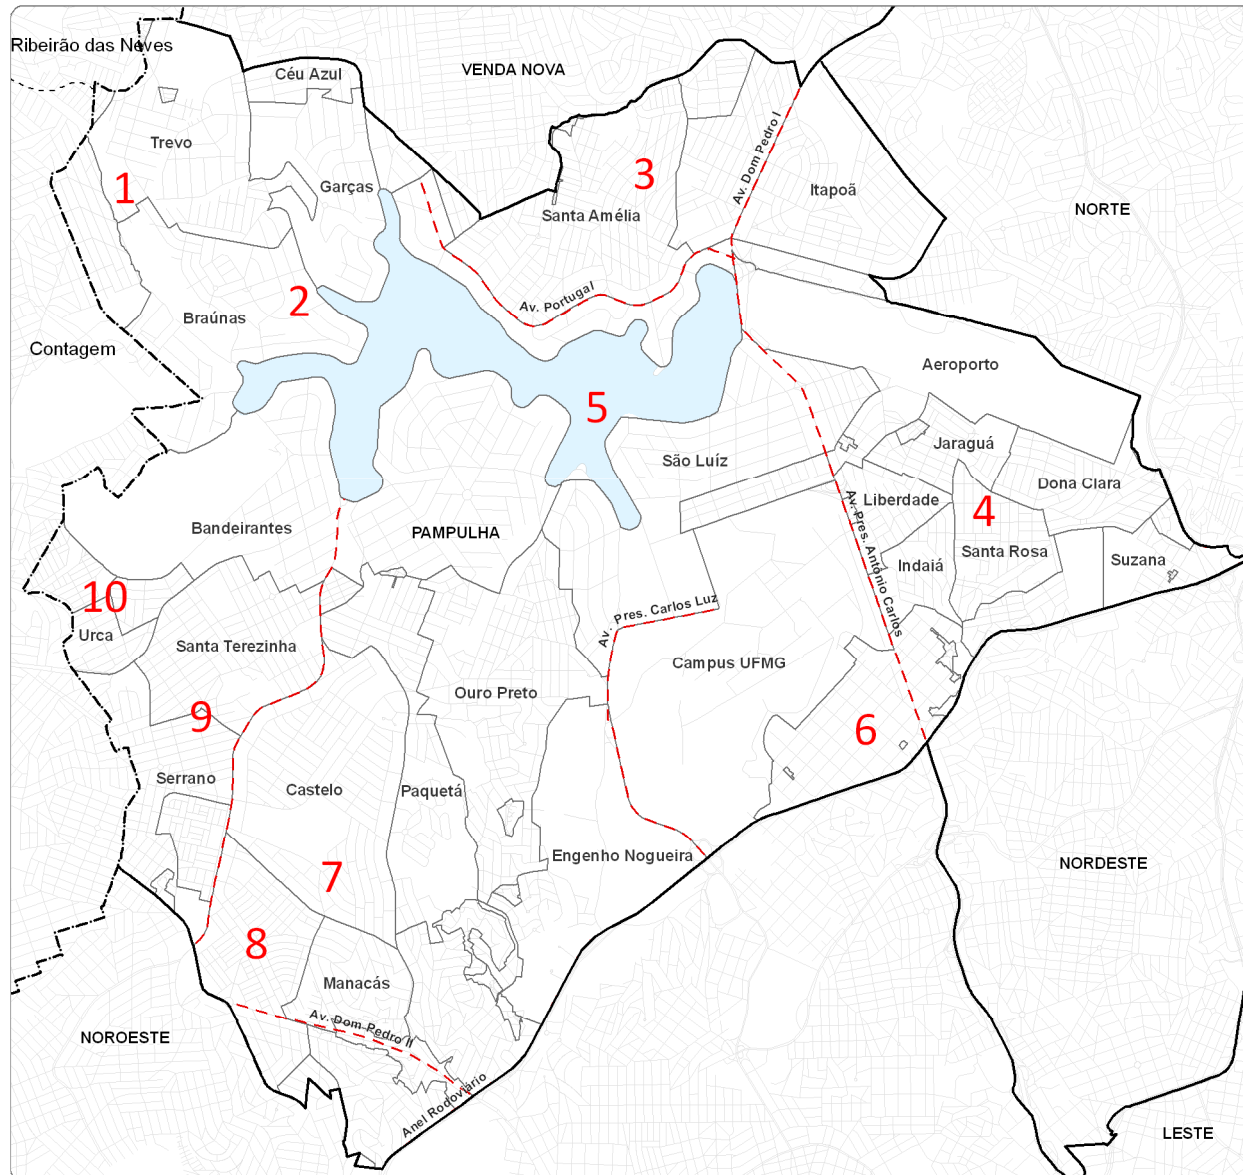 Ribeirão das Neves
Céu Azul
VENDA NOVA
Trevo
3
Av. Dom Pedro I
1
Garças
Itapoã
Santa Amélia
NORTE
2
Av. Portugal
Braúnas
Contagem
Aeroporto
5
Jaraguá
São Luíz
Dona Clara
Liberdade
4
Bandeirantes
PAMPULHA
Av. Pres. Antônio Carlos
Santa Rosa
Suzana
Indaiá
10
Av. Pres. Carlos Luz
Urca
Santa Terezinha
Campus UFMG
Ouro Preto
9
6
Serrano
Castelo
Paquetá
Engenho Nogueira
NORDESTE
7
8
Manacás
Av. Dom Pedro II
NOROESTE
Anel Rodoviário
LESTE